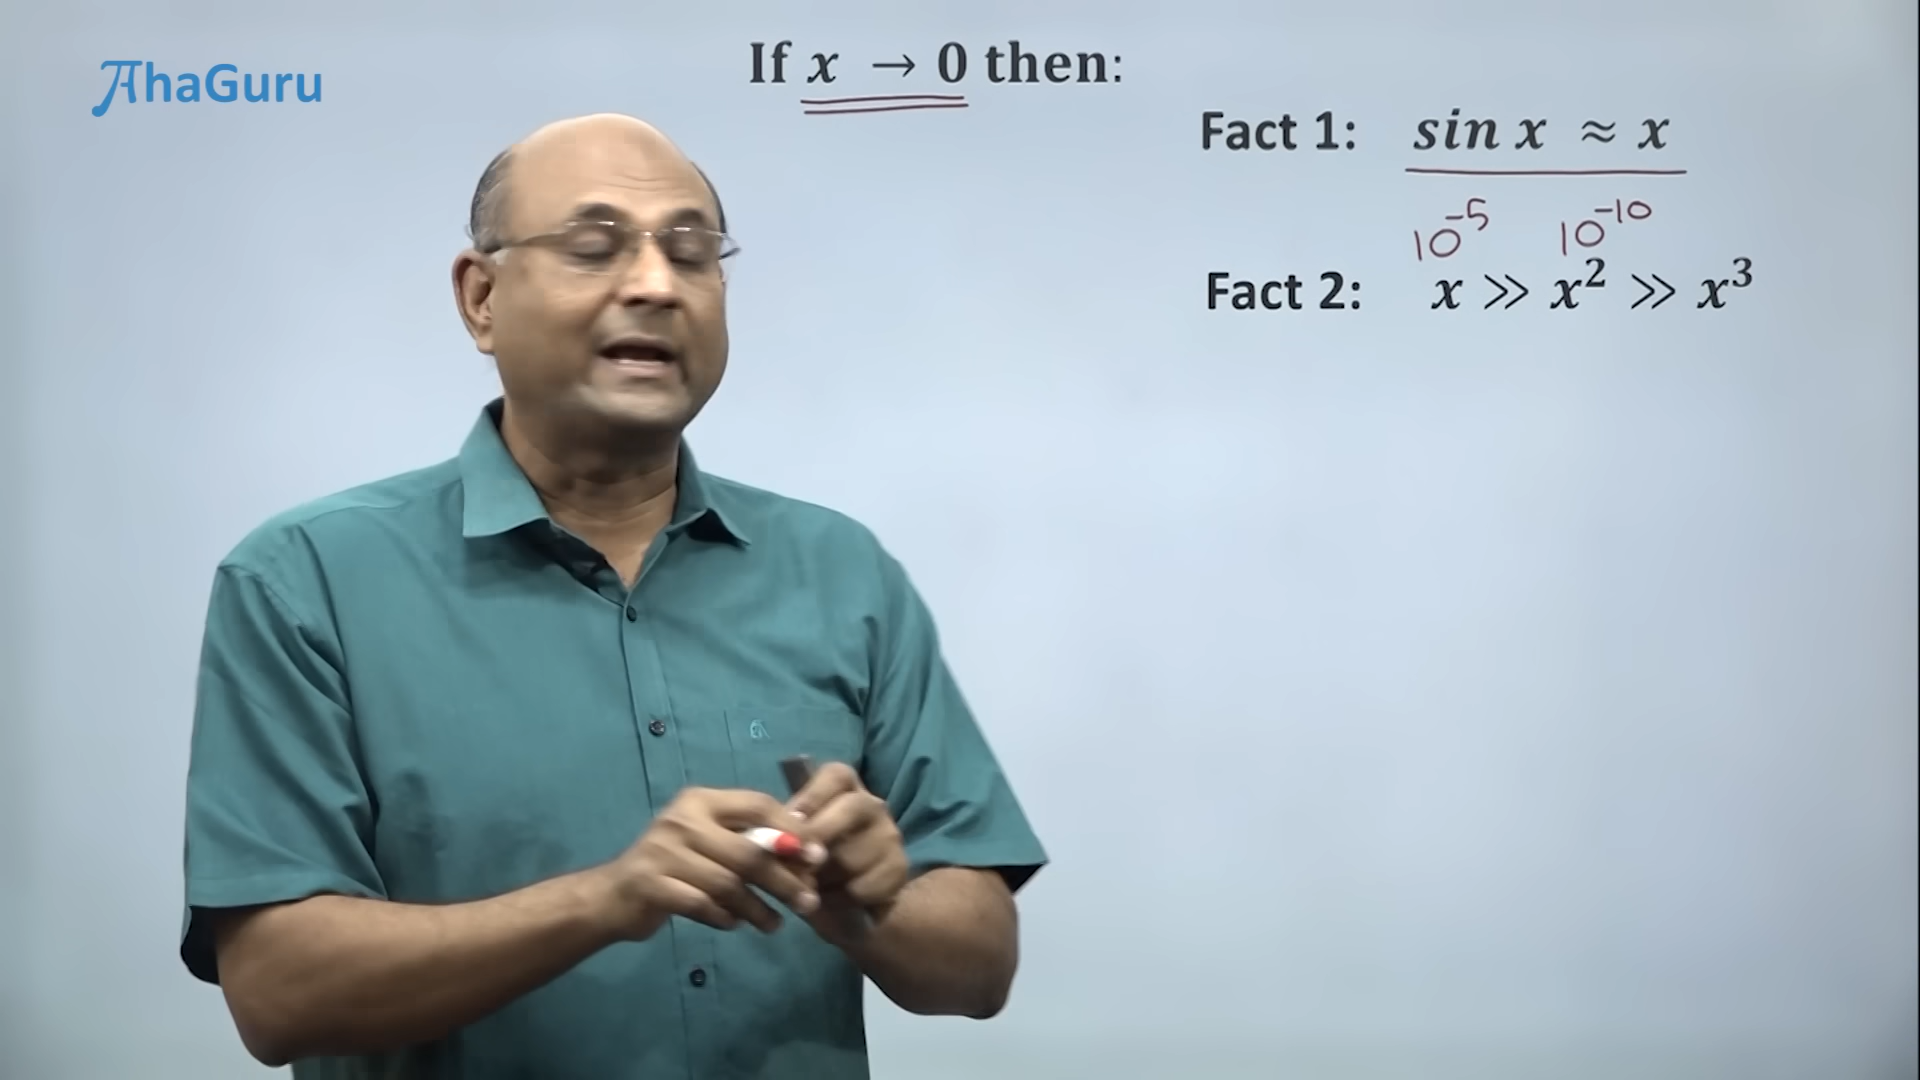 AhaGuru
If x → 0 then:
Fact 1: sin x ≈ x
10⁻⁵ 10⁻¹⁰
Fact 2: x ≫ x² ≫ x³